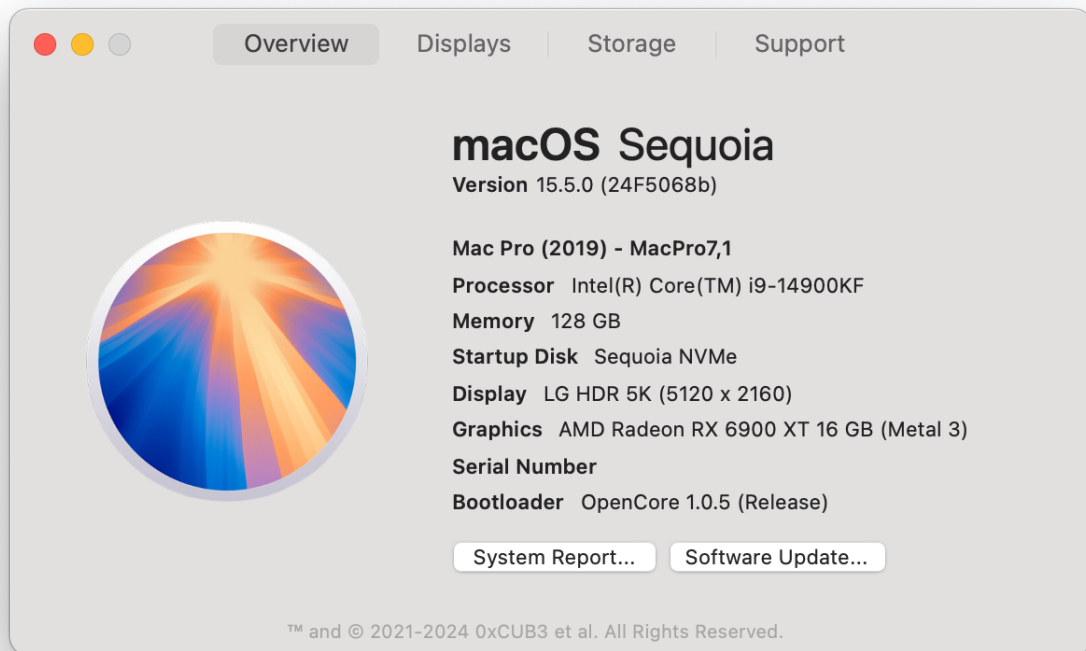 Overview Displays Storage Support
macOS Sequoia
Version 15.5.0 (24F5068b)
Mac Pro (2019) - MacPro7,1
Processor Intel(R) Core(TM) i9-14900KF
Memory 128 GB
Startup Disk Sequoia NVMe
Display LG HDR 5K (5120 x 2160)
Graphics AMD Radeon RX 6900 XT 16 GB (Metal 3)
Serial Number
Bootloader OpenCore 1.0.5 (Release)
System Report... Software Update...
™ and © 2021-2024 0xCUB3 et al. All Rights Reserved.